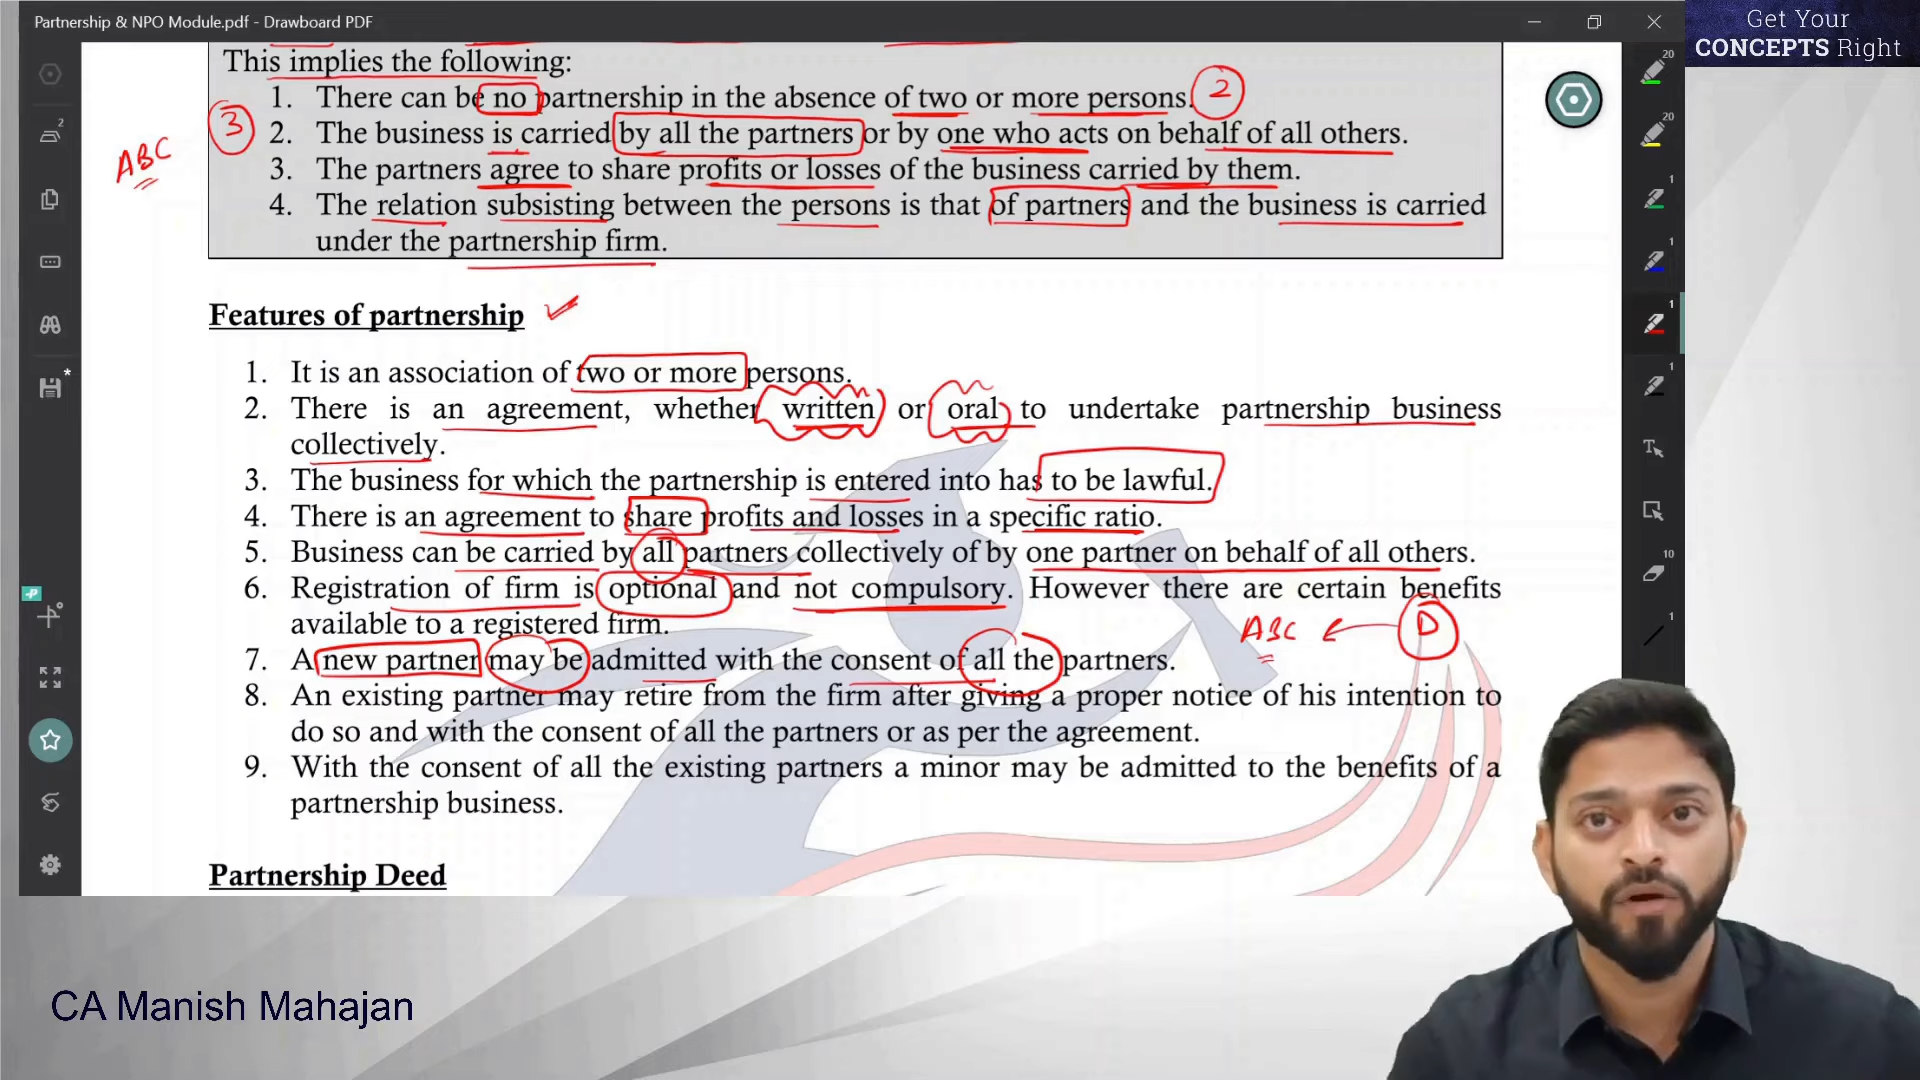 Partnership & NPO Module.pdf - Drawboard PDF
Get Your
CONCEPTS Right
This implies the following:
1. There can be no partnership in the absence of two or more persons. 2
3
2. The business is carried by all the partners or by one who acts on behalf of all others.
ABC
3. The partners agree to share profits or losses of the business carried by them.
4. The relation subsisting between the persons is that of partners and the business is carried
under the partnership firm.
Features of partnership
1. It is an association of two or more persons.
2. There is an agreement, whether written or oral to undertake partnership business
collectively.
3. The business for which the partnership is entered into has to be lawful.
4. There is an agreement to share profits and losses in a specific ratio.
5. Business can be carried by all partners collectively of by one partner on behalf of all others.
6. Registration of firm is optional and not compulsory. However there are certain benefits
available to a registered firm.
ABC D
7. A new partner may be admitted with the consent of all the partners.
8. An existing partner may retire from the firm after giving a proper notice of his intention to
do so and with the consent of all the partners or as per the agreement.
9. With the consent of all the existing partners a minor may be admitted to the benefits of a
partnership business.
Partnership Deed
CA Manish Mahajan
2
20
20
1
1
1
1
10
1